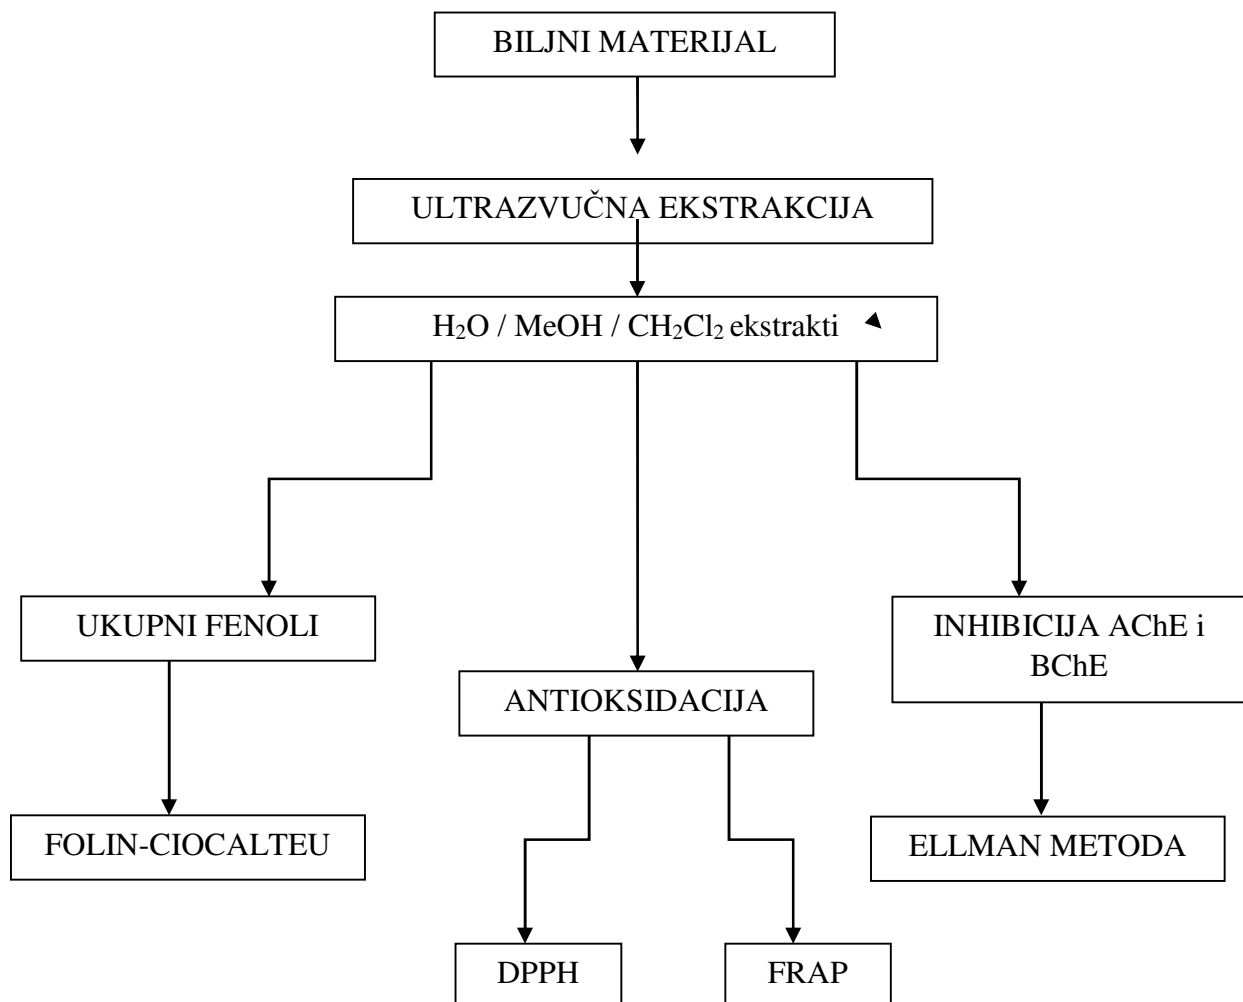 BILJNI MATERIJAL
ULTRAZVUČNA EKSTRAKCIJA
H₂O / MeOH / CH₂Cl₂ ekstrakti
UKUPNI FENOLI
INHIBICIJA AChE i
BChE
ANTIOKSIDACIJA
FOLIN-CIOCALTEU
ELLMAN METODA
DPPH
FRAP